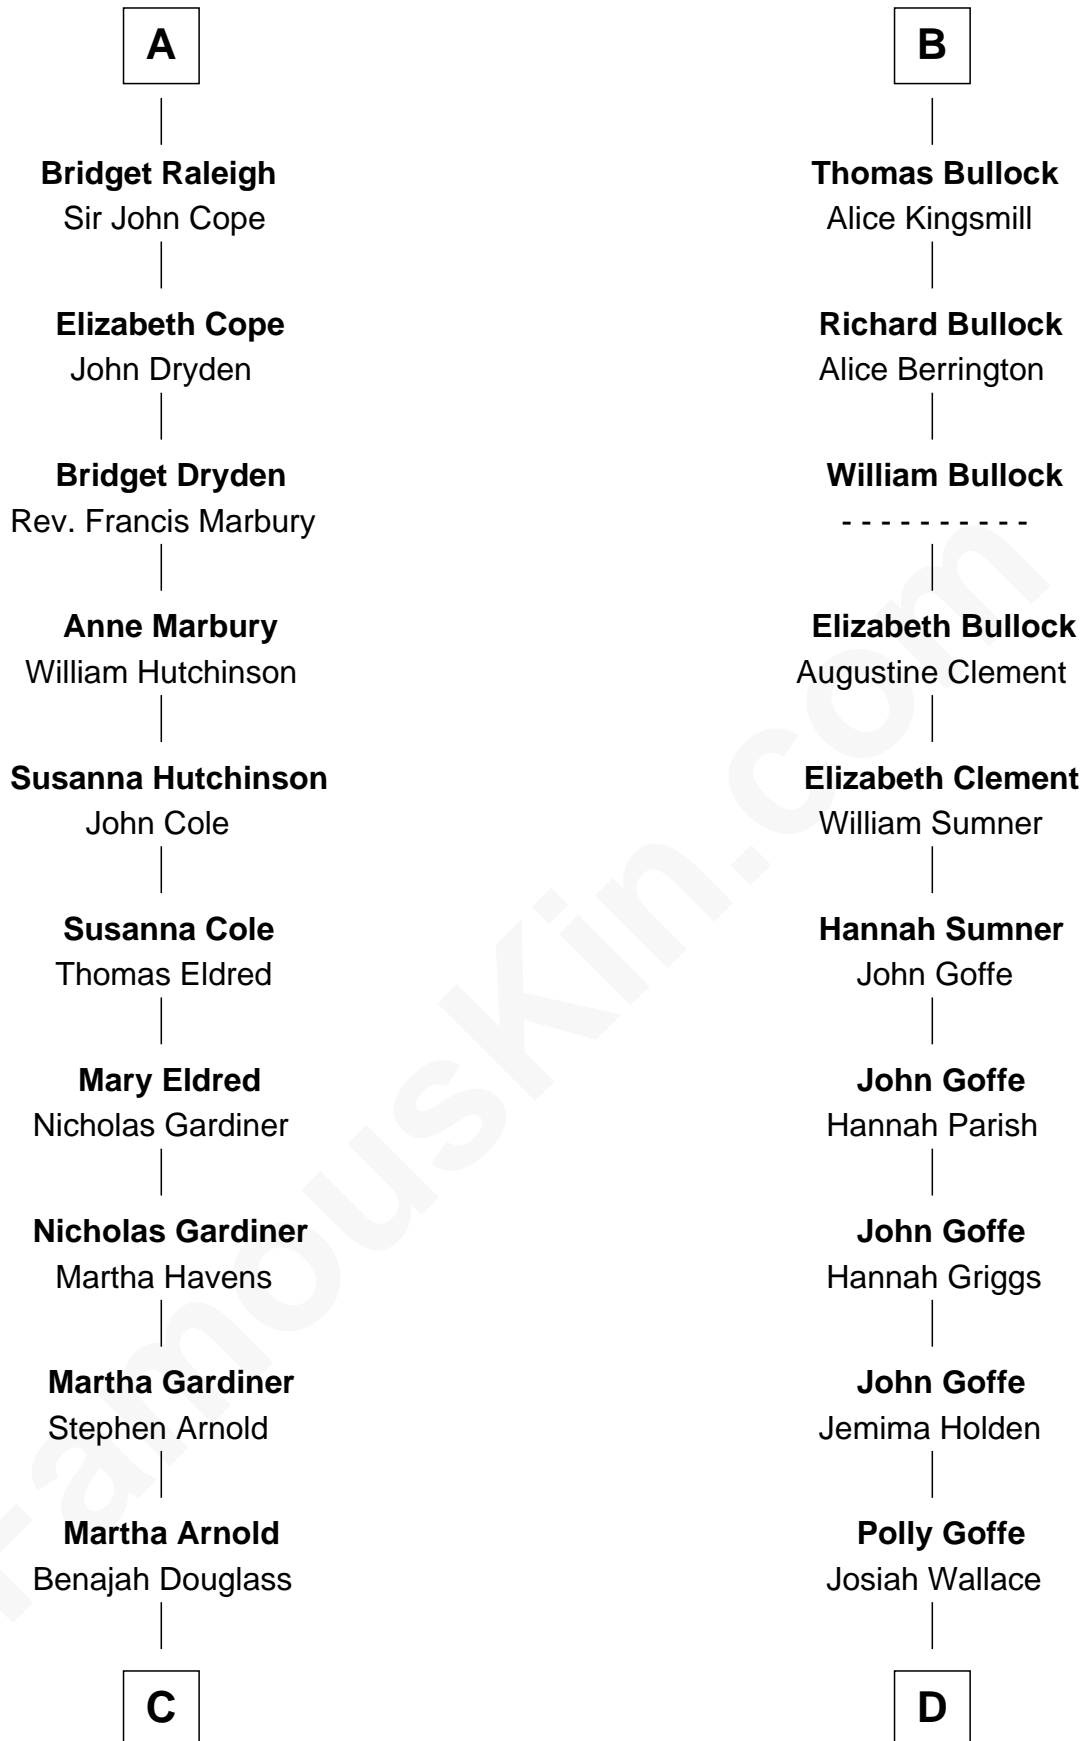 A
Bridget Raleigh
Sir John Cope
Elizabeth Cope
John Dryden
Bridget Dryden
Rev. Francis Marbury
Anne Marbury
William Hutchinson
Susanna Hutchinson
John Cole
Susanna Cole
Thomas Eldred
Mary Eldred
Nicholas Gardiner
Nicholas Gardiner
Martha Havens
Martha Gardiner
Stephen Arnold
Martha Arnold
Benajah Douglass
C
B
Thomas Bullock
Alice Kingsmill
Richard Bullock
Alice Berrington
William Bullock
- - - - - - - - - -
Elizabeth Bullock
Augustine Clement
Elizabeth Clement
William Sumner
Hannah Sumner
John Goffe
John Goffe
Hannah Parish
John Goffe
Hannah Griggs
John Goffe
Jemima Holden
Polly Goffe
Josiah Wallace
D
FamousKin.com